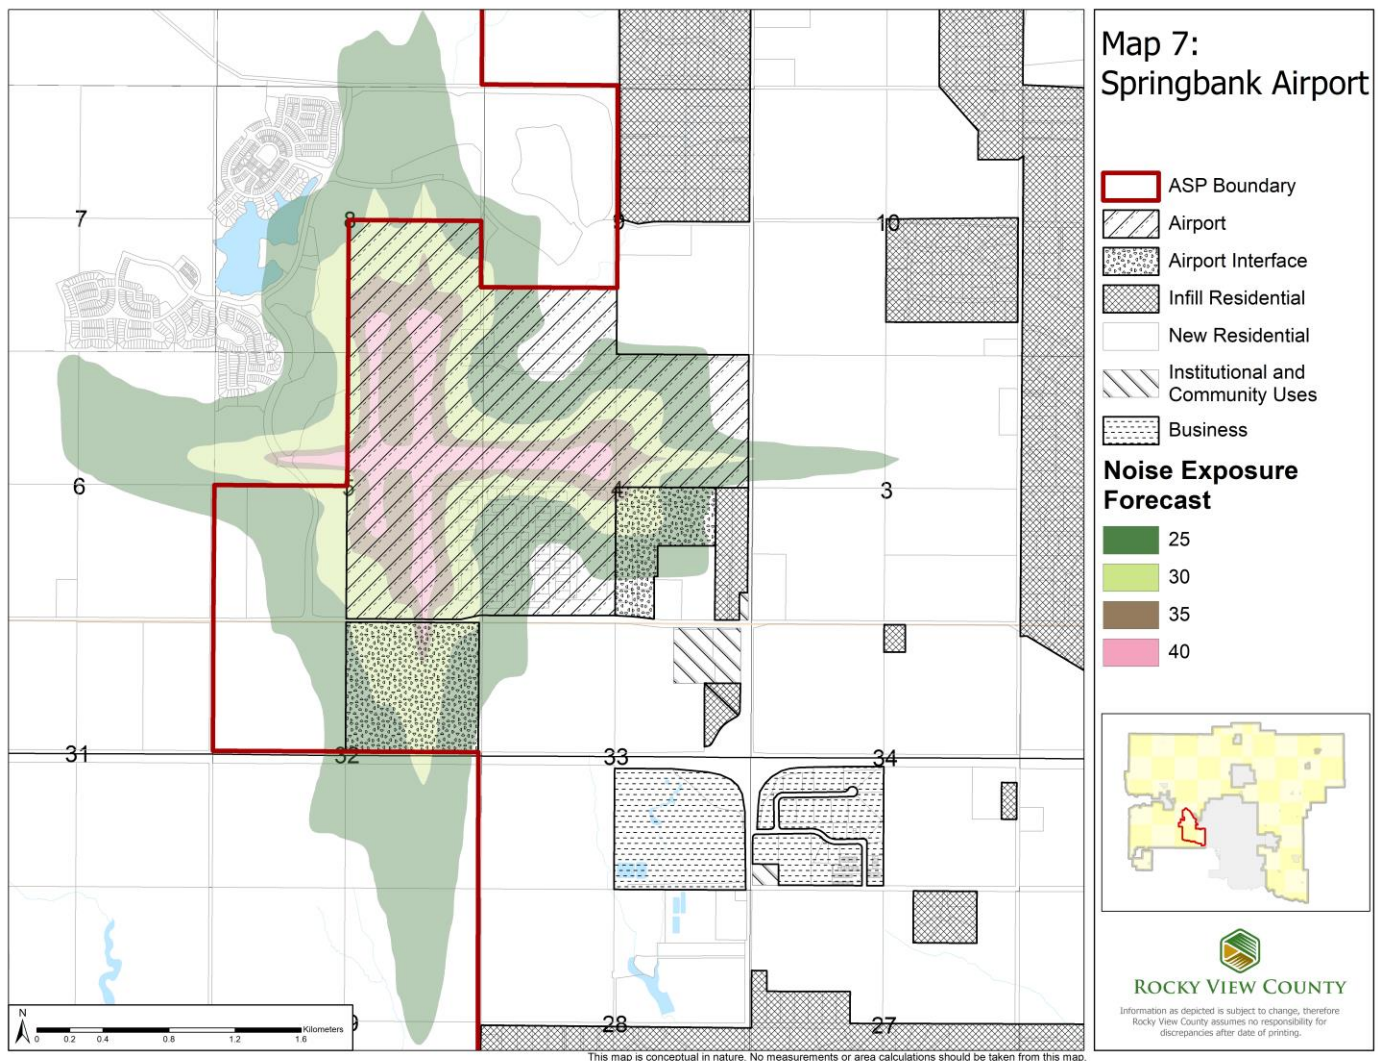 Map 7:
Springbank Airport
ASP Boundary
Airport
Airport Interface
Infill Residential
New Residential
Institutional and
Community Uses
Business
Noise Exposure
Forecast
25
30
35
40
7
8
9
10
6
5
4
3
31
32
33
34
9
28
27
N
Kilometers
0 0.2 0.4 0.8 1.2 1.6
ROCKY VIEW COUNTY
Information as depicted is subject to change, therefore
Rocky View County assumes no responsibility for
discrepancies after date of printing.
This map is conceptual in nature. No measurements or area calculations should be taken from this map.